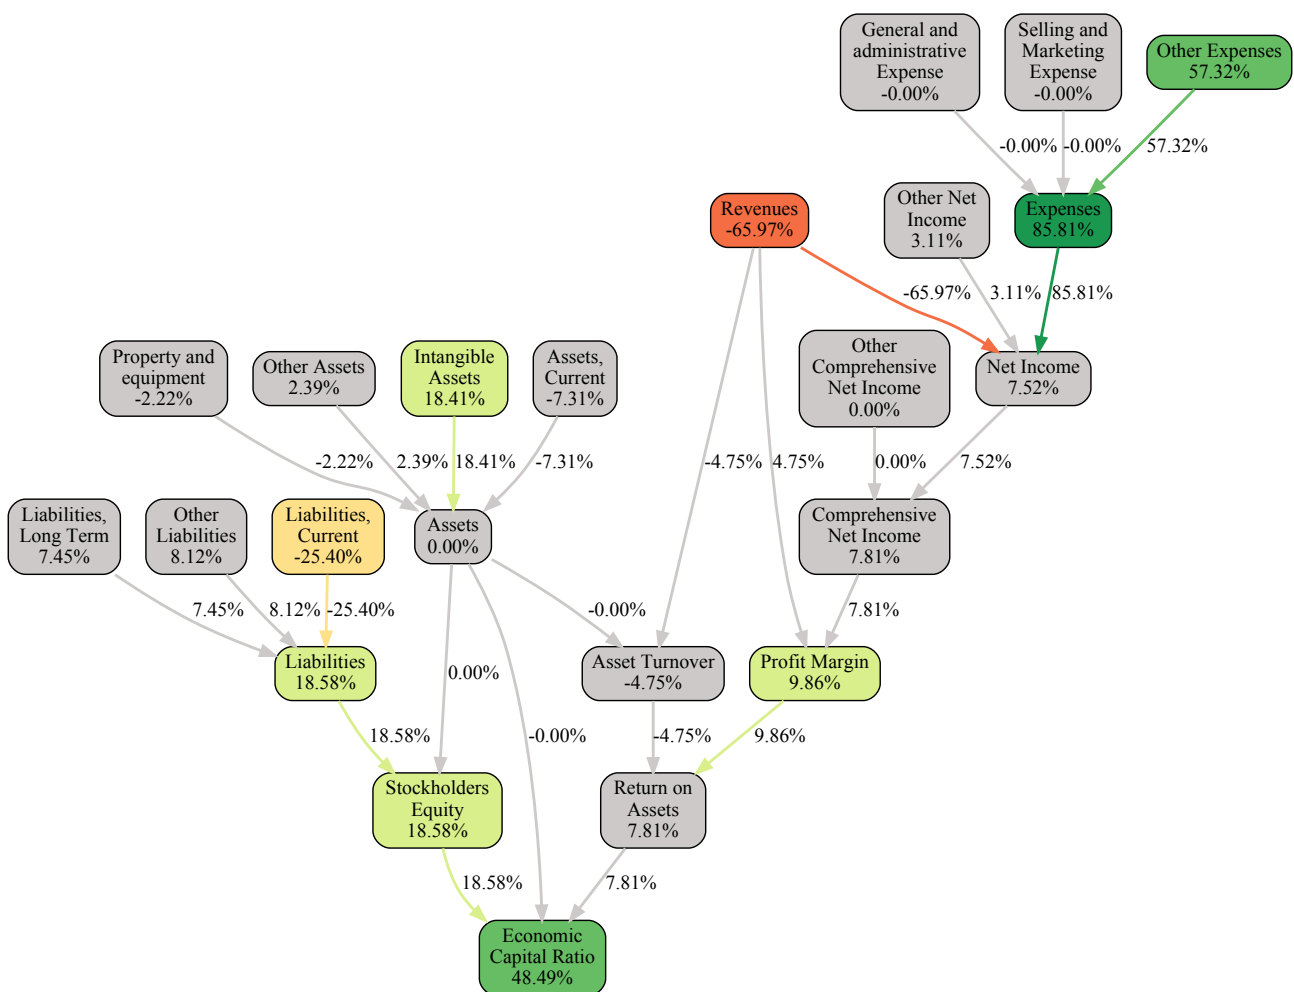 General and
administrative
Expense
-0.00%
Selling and
Marketing
Expense
-0.00%
Other Expenses
57.32%
-0.00%
-0.00%
57.32%
Revenues
-65.97%
Other Net
Income
3.11%
Expenses
85.81%
-65.97%
3.11%
85.81%
Property and
equipment
-2.22%
Other Assets
2.39%
Intangible
Assets
18.41%
Assets,
Current
-7.31%
Other
Comprehensive
Net Income
0.00%
Net Income
7.52%
-2.22%
2.39%
18.41%
-7.31%
-4.75%
4.75%
0.00%
7.52%
Liabilities,
Long Term
7.45%
Other
Liabilities
8.12%
Liabilities,
Current
-25.40%
Assets
0.00%
Comprehensive
Net Income
7.81%
7.45%
8.12%
-25.40%
-0.00%
7.81%
Liabilities
18.58%
0.00%
Asset Turnover
-4.75%
Profit Margin
9.86%
18.58%
-0.00%
-4.75%
9.86%
Stockholders
Equity
18.58%
Return on
Assets
7.81%
18.58%
7.81%
Economic
Capital Ratio
48.49%